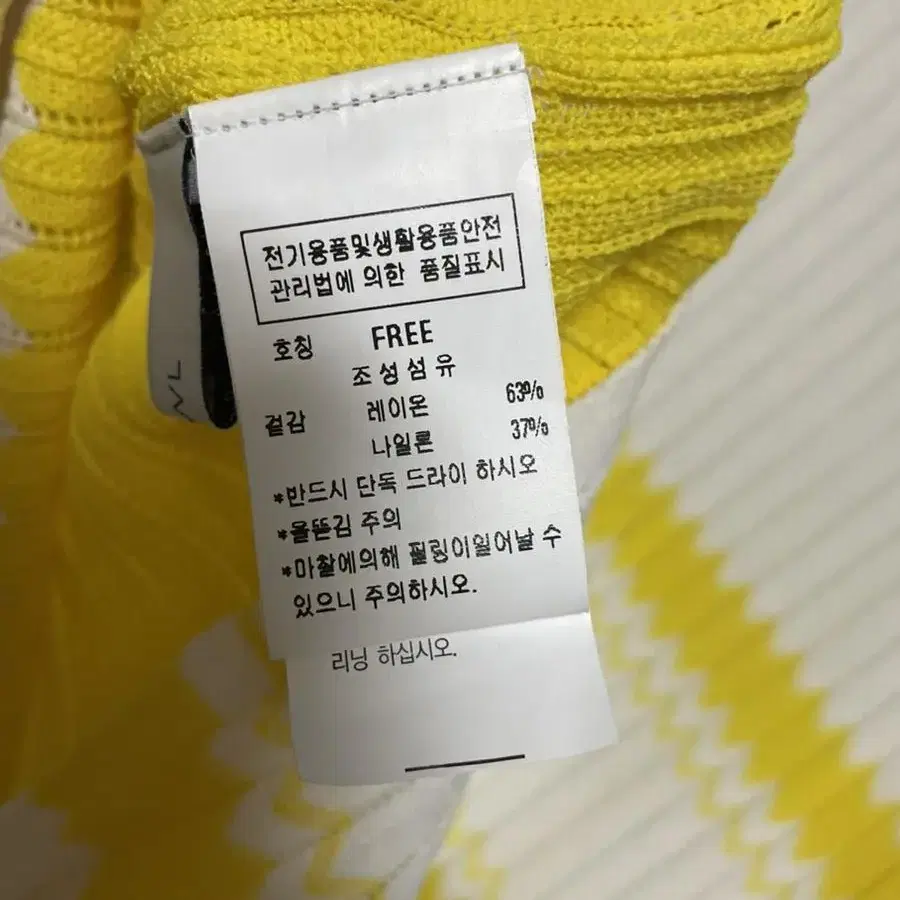 전기용품및생활용품안전
관리법에 의한 품질표시
호칭 FREE
조성섬유
겉감 레이온 63%
나일론 37%
*반드시 단독 드라이 하시오
*올뜯김 주의
*마찰에의해 필링이일어날 수
있으니 주의하시오.
리닝 하십시오.